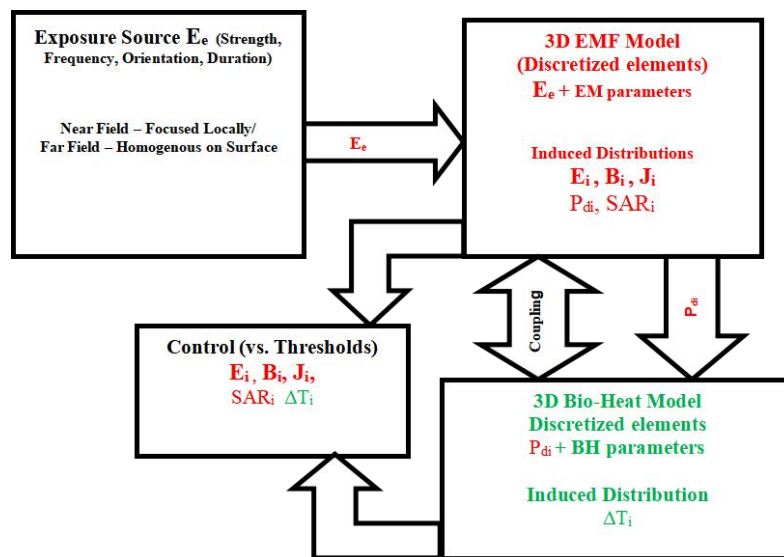 Exposure Source Ee (Strength,
Frequency, Orientation, Duration)
Near Field – Focused Locally/
Far Field – Homogenous on Surface
Ee
3D EMF Model
(Discretized elements)
Ee + EM parameters
Induced Distributions
Ei , Bi , Ji
Pdi, SARi
Control (vs. Thresholds)
Ei , Bi, Ji,
SARi ΔTi
Coupling
Pdi
3D Bio-Heat Model
Discretized elements
Pdi + BH parameters
Induced Distribution
ΔTi